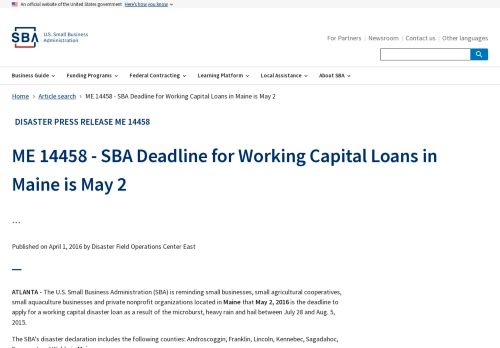 An official website of the United States government Here's how you know
SBA U.S. Small Business
Administration
For Partners Newsroom Contact us Other languages
Business Guide Funding Programs Federal Contracting Learning Platform Local Assistance About SBA
Home Article search ME 14458 - SBA Deadline for Working Capital Loans in Maine is May 2
DISASTER PRESS RELEASE ME 14458
ME 14458 - SBA Deadline for Working Capital Loans in
Maine is May 2
...
Published on April 1, 2016 by Disaster Field Operations Center East
ATLANTA - The U.S. Small Business Administration (SBA) is reminding small businesses, small agricultural cooperatives,
small aquaculture businesses and private nonprofit organizations located in Maine that May 2, 2016 is the deadline to
apply for a working capital disaster loan as a result of the microburst, heavy rain and hail between July 28 and Aug. 5,
2015.
The SBA's disaster declaration includes the following counties: Androscoggin, Franklin, Lincoln, Kennebec, Sagadahoc,